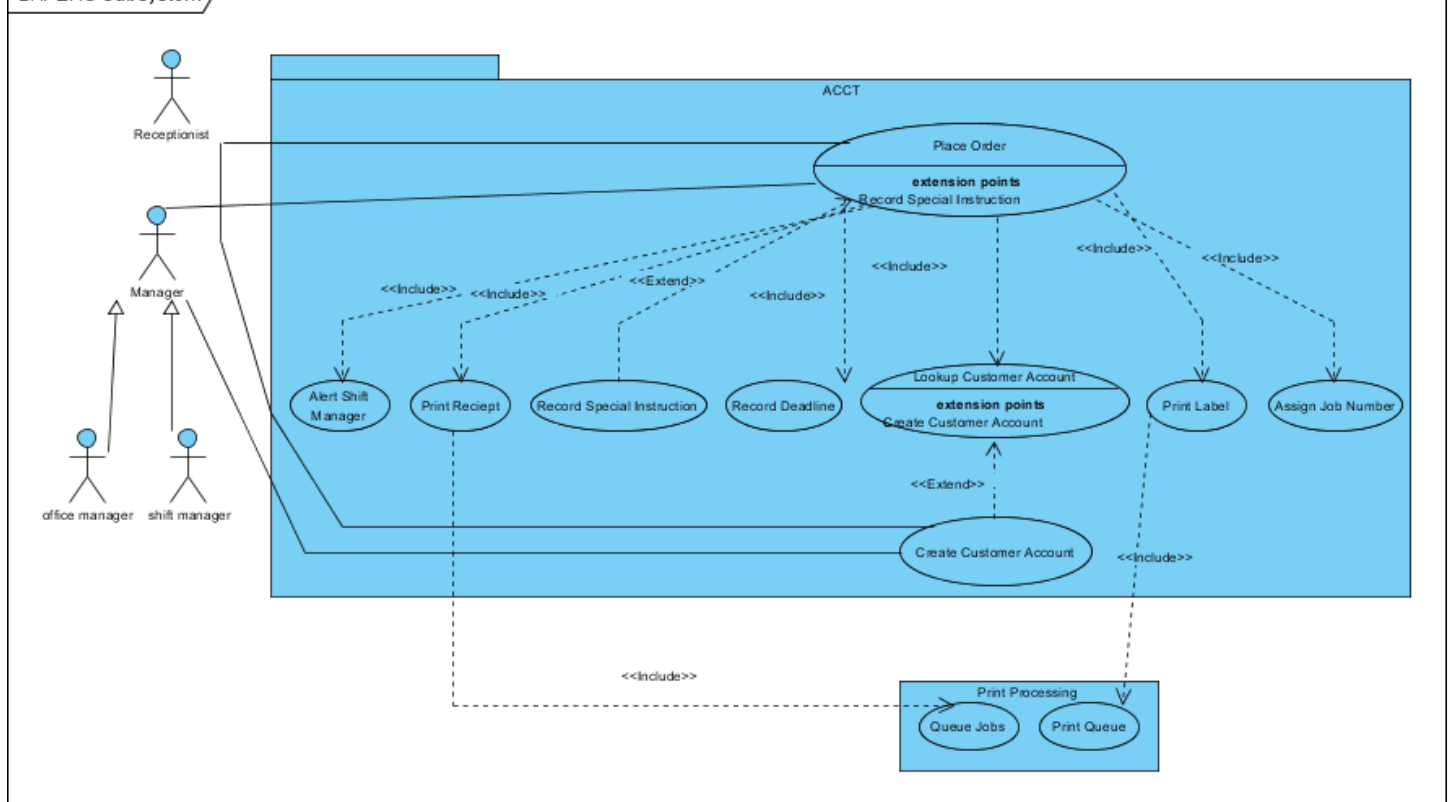 subsystem
Receptionist
ACCT
Place Order
extension points
Record Special Instruction
Manager
<<Include>>
<<Include>>
<<Include>>
<<Extend>>
<<Include>>
<<Include>>
<<Include>>
Alert Shift
Manager
Print Reciept
Record Special Instruction
Record Deadline
Lookup Customer Account
extension points
Create Customer Account
Print Label
Assign Job Number
office manager
shift manager
<<Extend>>
Create Customer Account
<<Include>>
<<Include>>
Print Processing
Queue Jobs
Print Queue